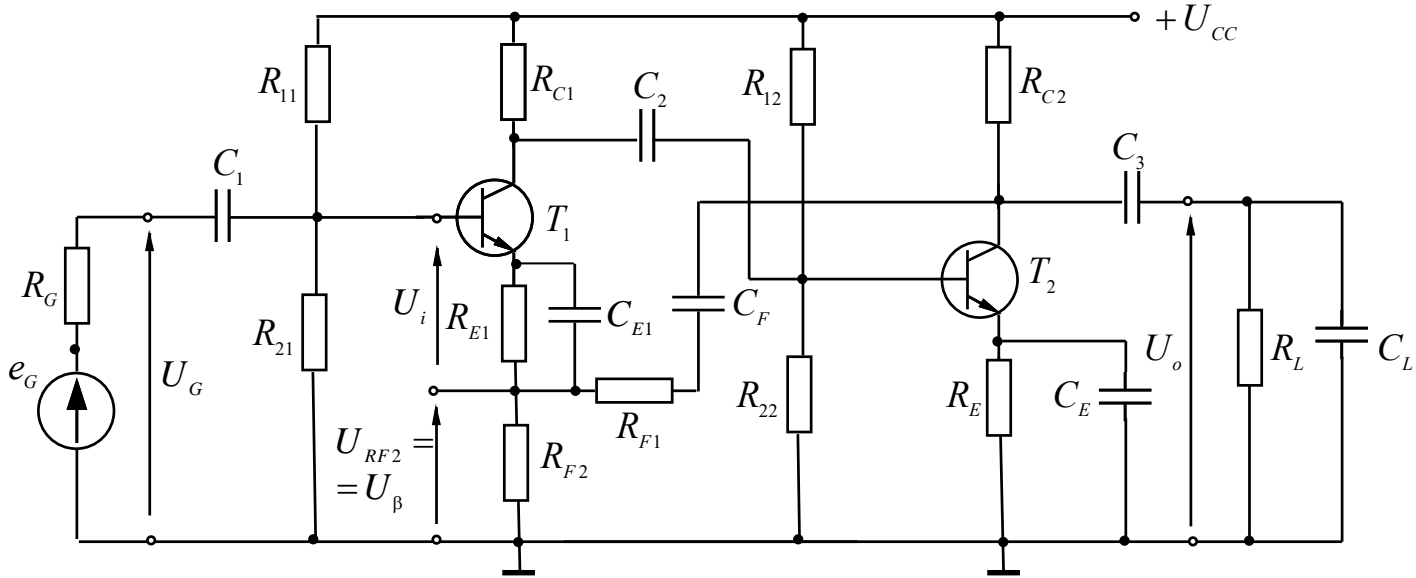 + U_CC
R_11
R_C1
C_2
R_12
R_C2
C_1
C_3
T_1
R_G
U_i
R_E1
C_E1
C_F
T_2
R_21
e_G
U_G
R_F1
R_22
R_E
C_E
U_o
R_L
C_L
U_RF2 =
= U_β
R_F2